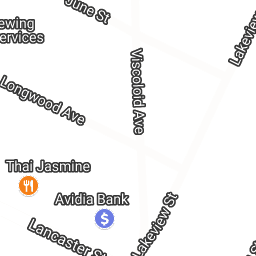 June St
ewing
ervices
Viscoloid Ave
Lakeview
Longwood Ave
Thai Jasmine
Avidia Bank
$
Lakeview St
Lancaster St